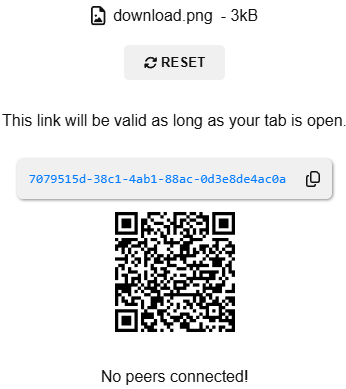 download.png - 3kB
RESET
This link will be valid as long as your tab is open.
7079515d-38c1-4ab1-88ac-0d3e8de4ac0a
No peers connected!